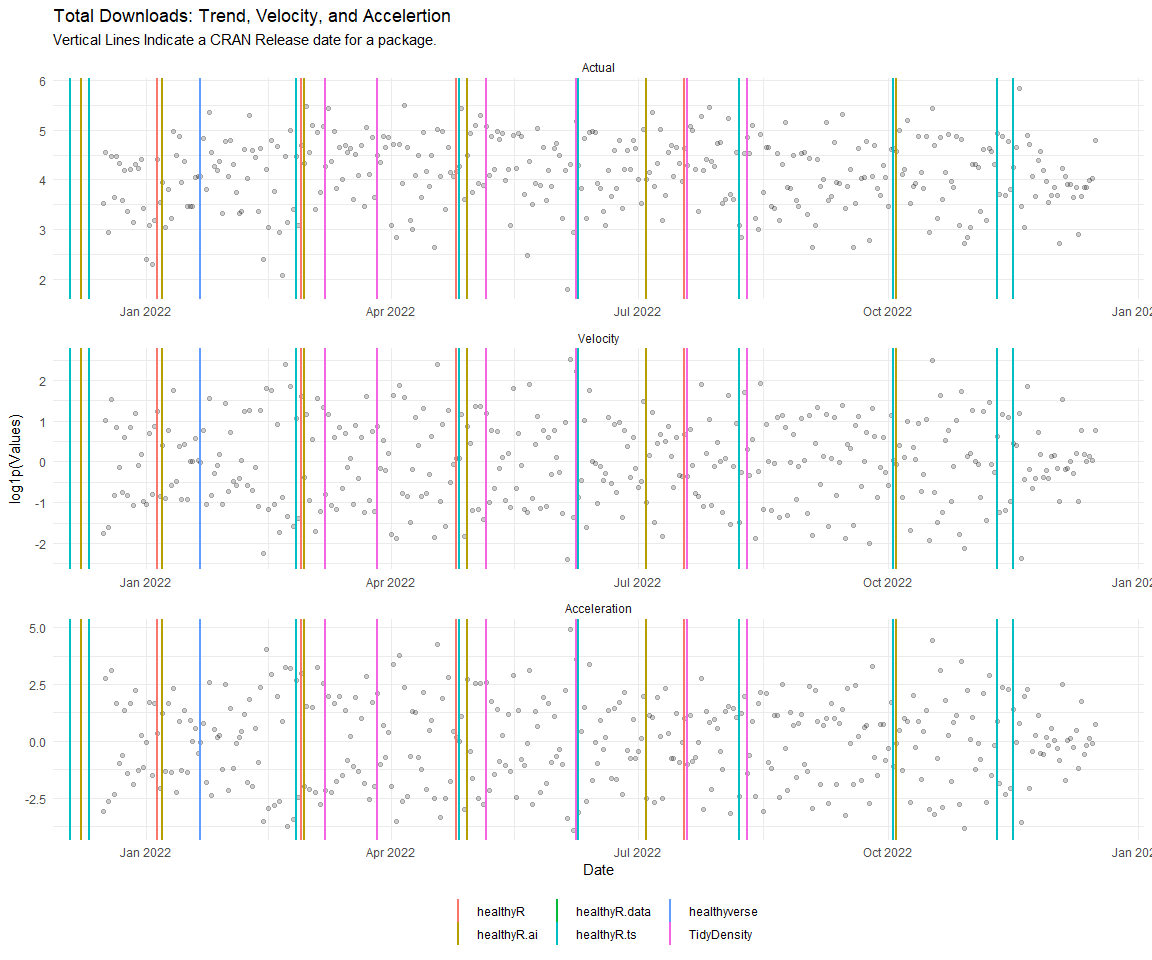 Total Downloads: Trend, Velocity, and Accelertion
Vertical Lines Indicate a CRAN Release date for a package.
Actual
6
5
4
3
2
Jan 2022
Apr 2022
Jul 2022
Oct 2022
Jan 202
Velocity
2
1
0
-1
-2
Jan 2022
Apr 2022
Jul 2022
Oct 2022
Jan 202
Acceleration
5.0
2.5
0.0
-2.5
Jan 2022
Apr 2022
Jul 2022
Oct 2022
Jan 202
log1p(Values)
Date
healthyR
healthyR.data
healthyverse
healthyR.ai
healthyR.ts
TidyDensity